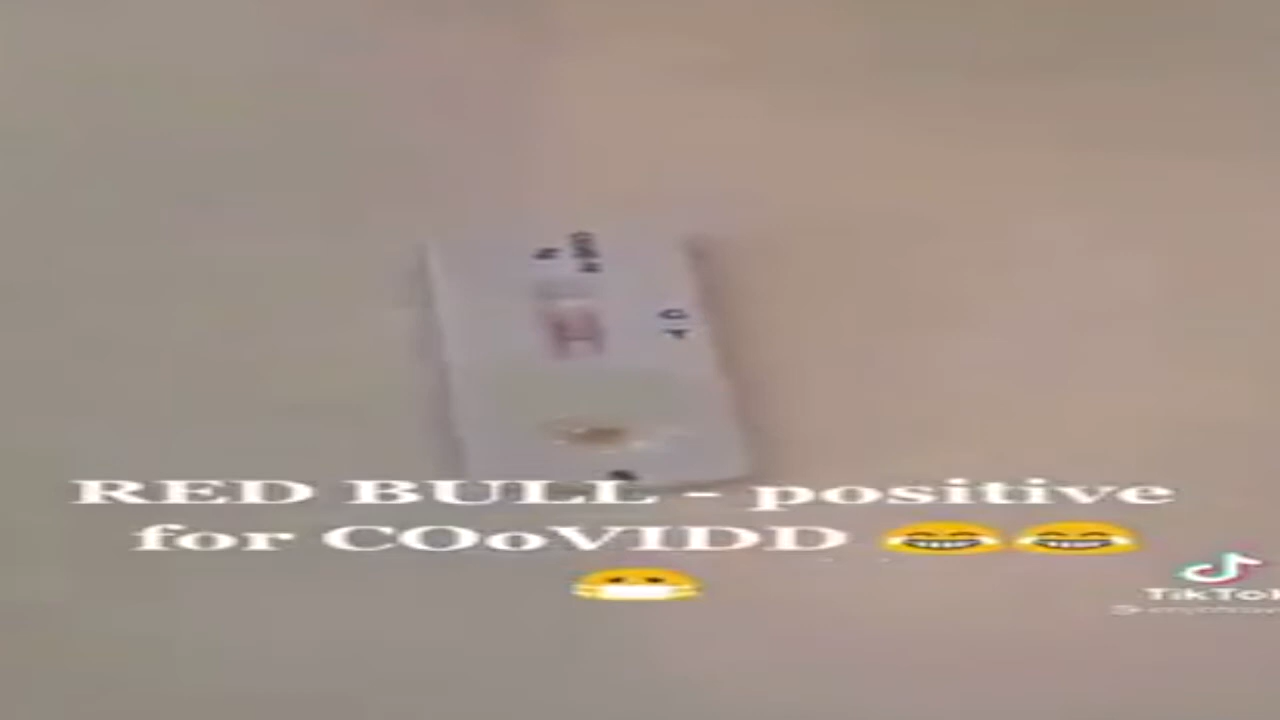 C
T
RED BULL - positive
for COoVIDD 😂😂
😷
TikTok